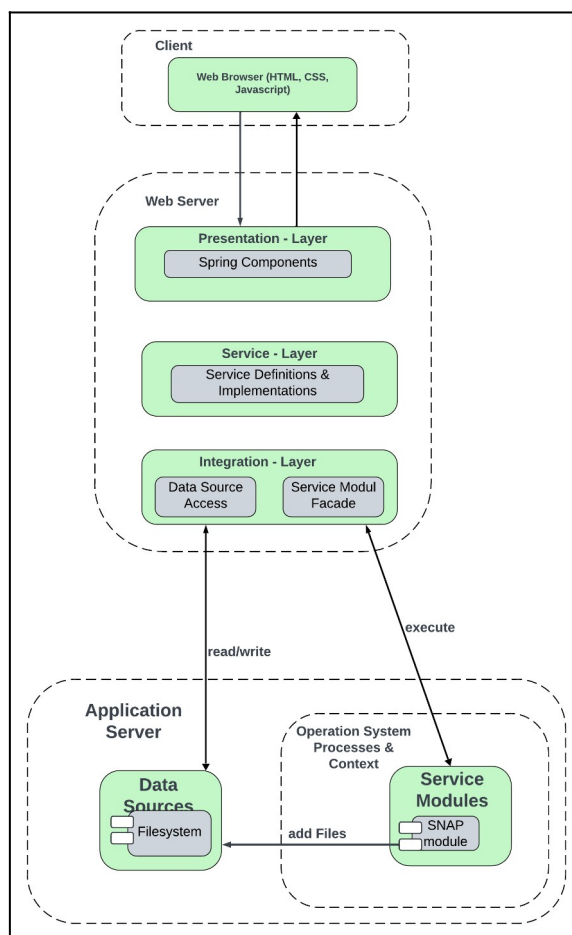 Client
Web Browser (HTML, CSS,
Javascript)
Web Server
Presentation - Layer
Spring Components
Service - Layer
Service Definitions &
Implementations
Integration - Layer
Data Source
Access
Service Modul
Facade
execute
read/write
Application
Server
Operation System
Processes &
Context
Data
Sources
Filesystem
add Files
Service
Modules
SNAP
module